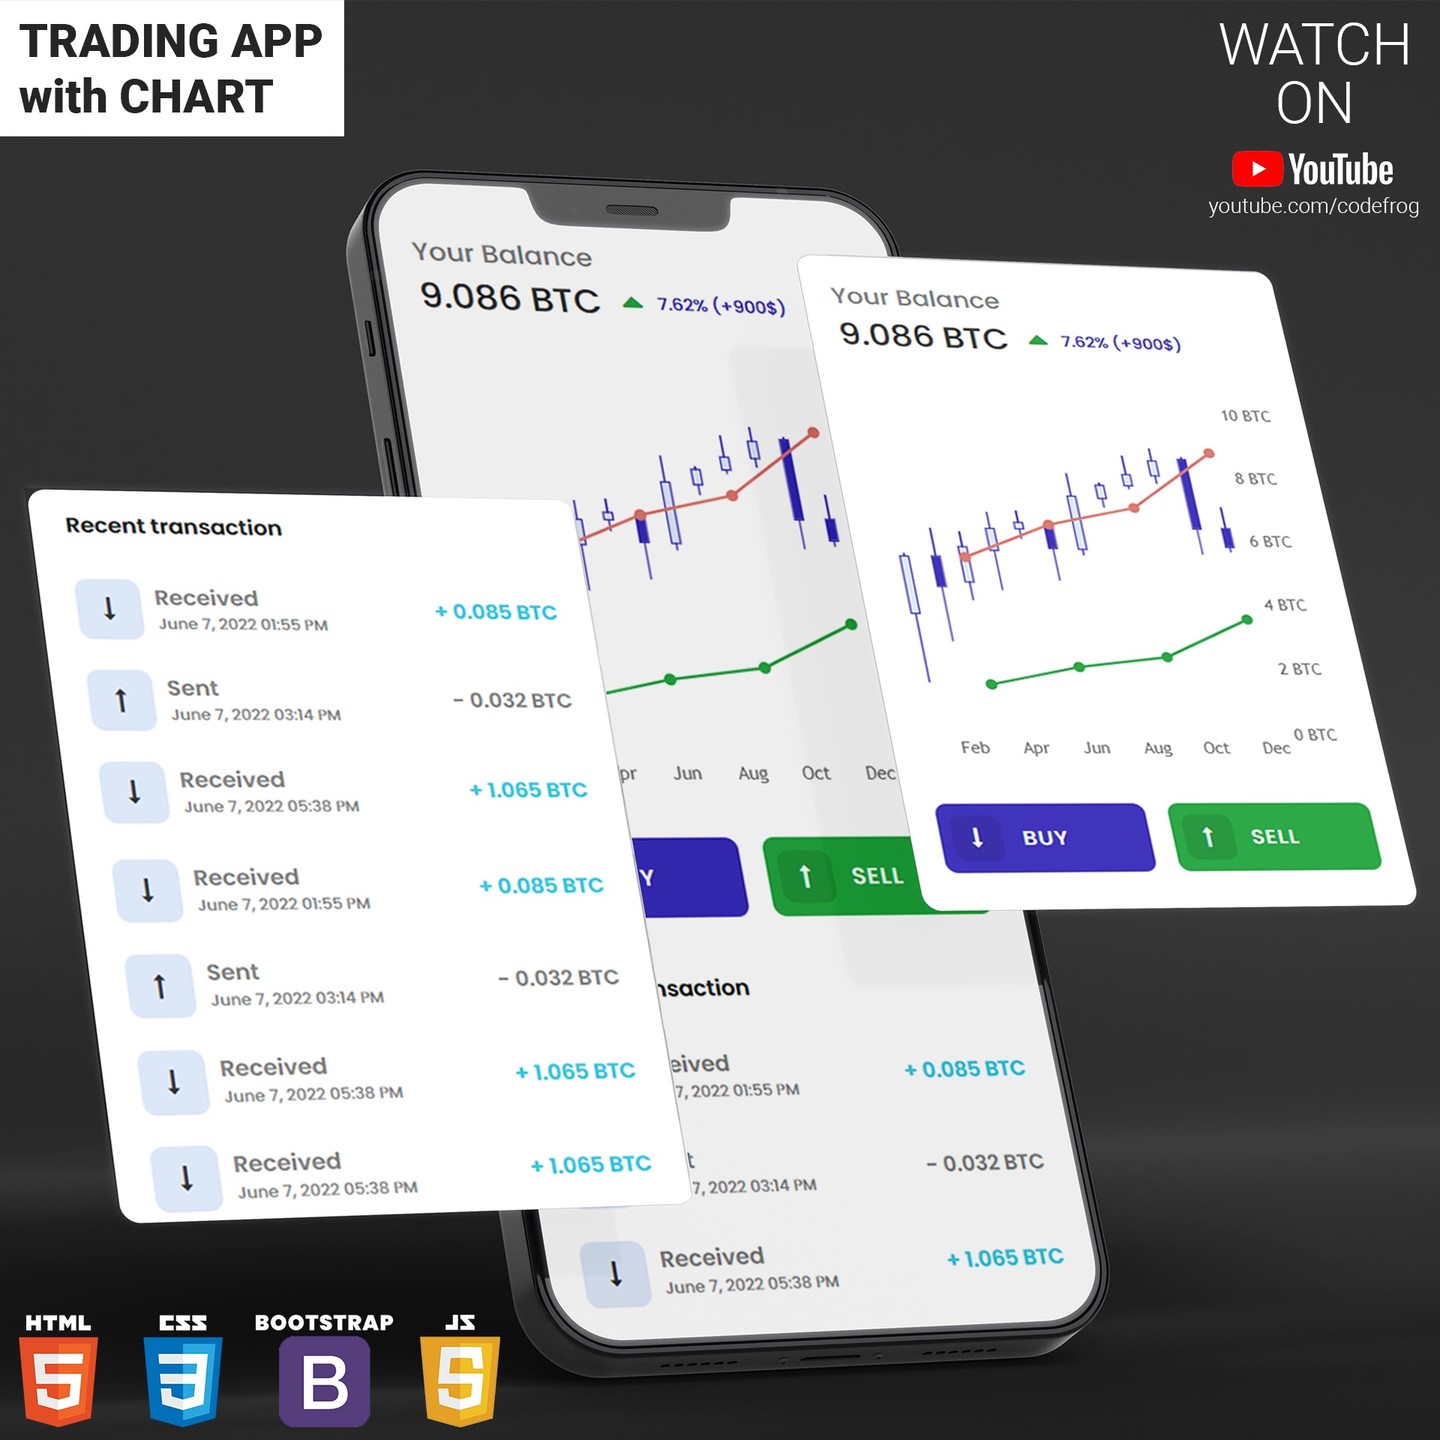 TRADING APP
with CHART
WATCH
ON
YouTube
youtube.com/codefrog
Your Balance
9.086 BTC 7.62% (+900$)
Jun Aug Oct Dec
SELL
+ 0.085 BTC
7, 2022 01:55 PM
- 0.032 BTC
7, 2022 03:14 PM
Received
June 7, 2022 05:38 PM
+ 1.065 BTC
Your Balance
9.086 BTC 7.62% (+900$)
10 BTC
8 BTC
6 BTC
4 BTC
2 BTC
0 BTC
Feb Apr Jun Aug Oct Dec
BUY
SELL
Recent transaction
Received
June 7, 2022 01:55 PM
+ 0.085 BTC
Sent
June 7, 2022 03:14 PM
- 0.032 BTC
Received
June 7, 2022 05:38 PM
+ 1.065 BTC
Received
June 7, 2022 01:55 PM
+ 0.085 BTC
Sent
June 7, 2022 03:14 PM
- 0.032 BTC
Received
June 7, 2022 05:38 PM
+ 1.065 BTC
Received
June 7, 2022 05:38 PM
+ 1.065 BTC
HTML
5
CSS
3
BOOTSTRAP
B
JS
5